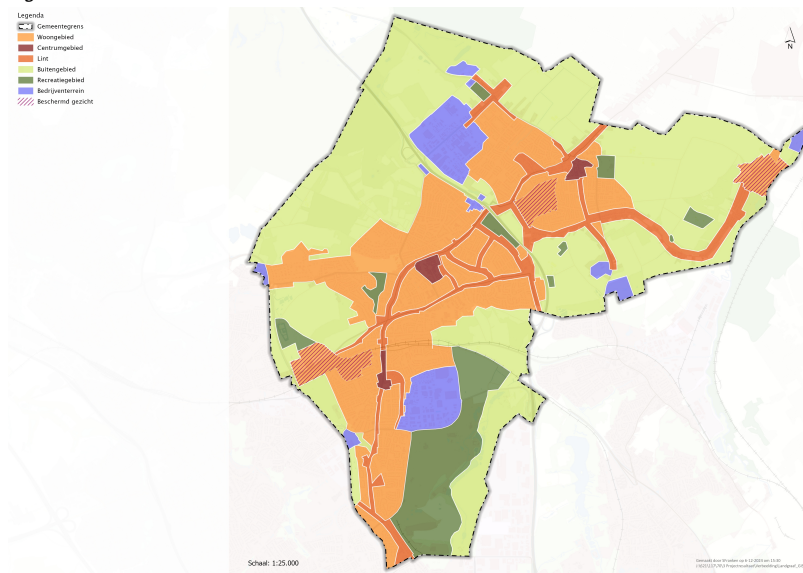 Legenda
Gemeentegrens
Woongebied
Centrumgebied
Lint
Buitengebied
Recreatiegebied
Bedrijventerrein
Beschermd gezicht
N
Schaal: 1:25.000